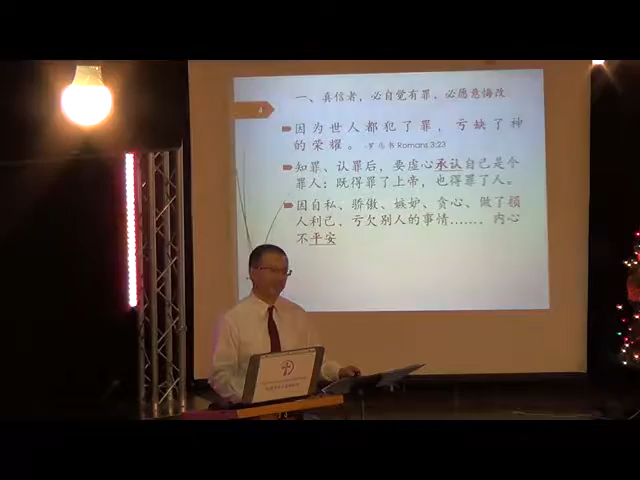 4
一、真信者，必自觉有罪、必愿意悔改
因为世人都犯了罪，亏缺了神
的荣耀。 罗马书 Romans 3:23
知罪、认罪后，要虚心承认自己是个
罪人：既得罪了上帝，也得罪了人。
因自私、骄傲、嫉妒、贪心、做了损
人利己、亏欠别人的事情……，内心
不平安